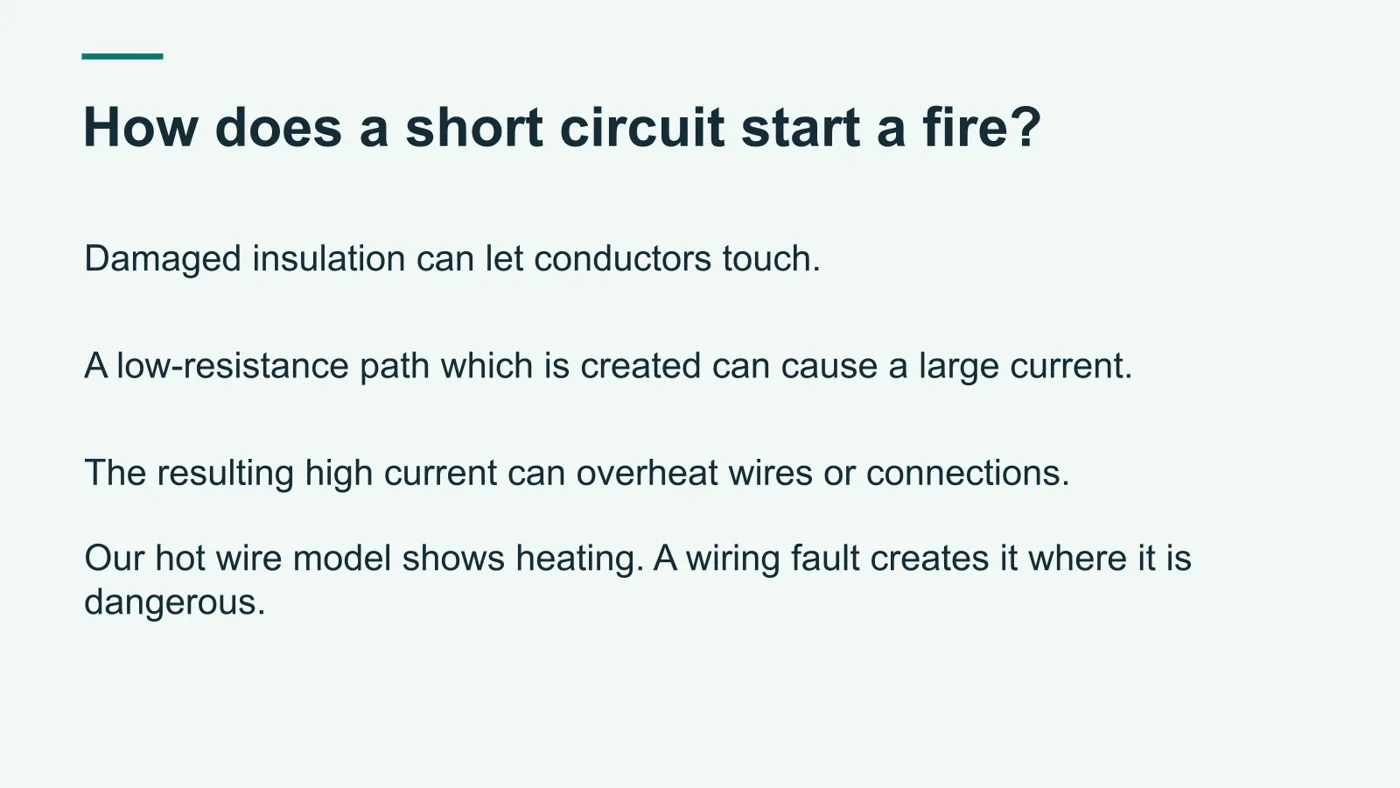 How does a short circuit start a fire?
Damaged insulation can let conductors touch.
A low-resistance path which is created can cause a large current.
The resulting high current can overheat wires or connections.
Our hot wire model shows heating. A wiring fault creates it where it is
dangerous.